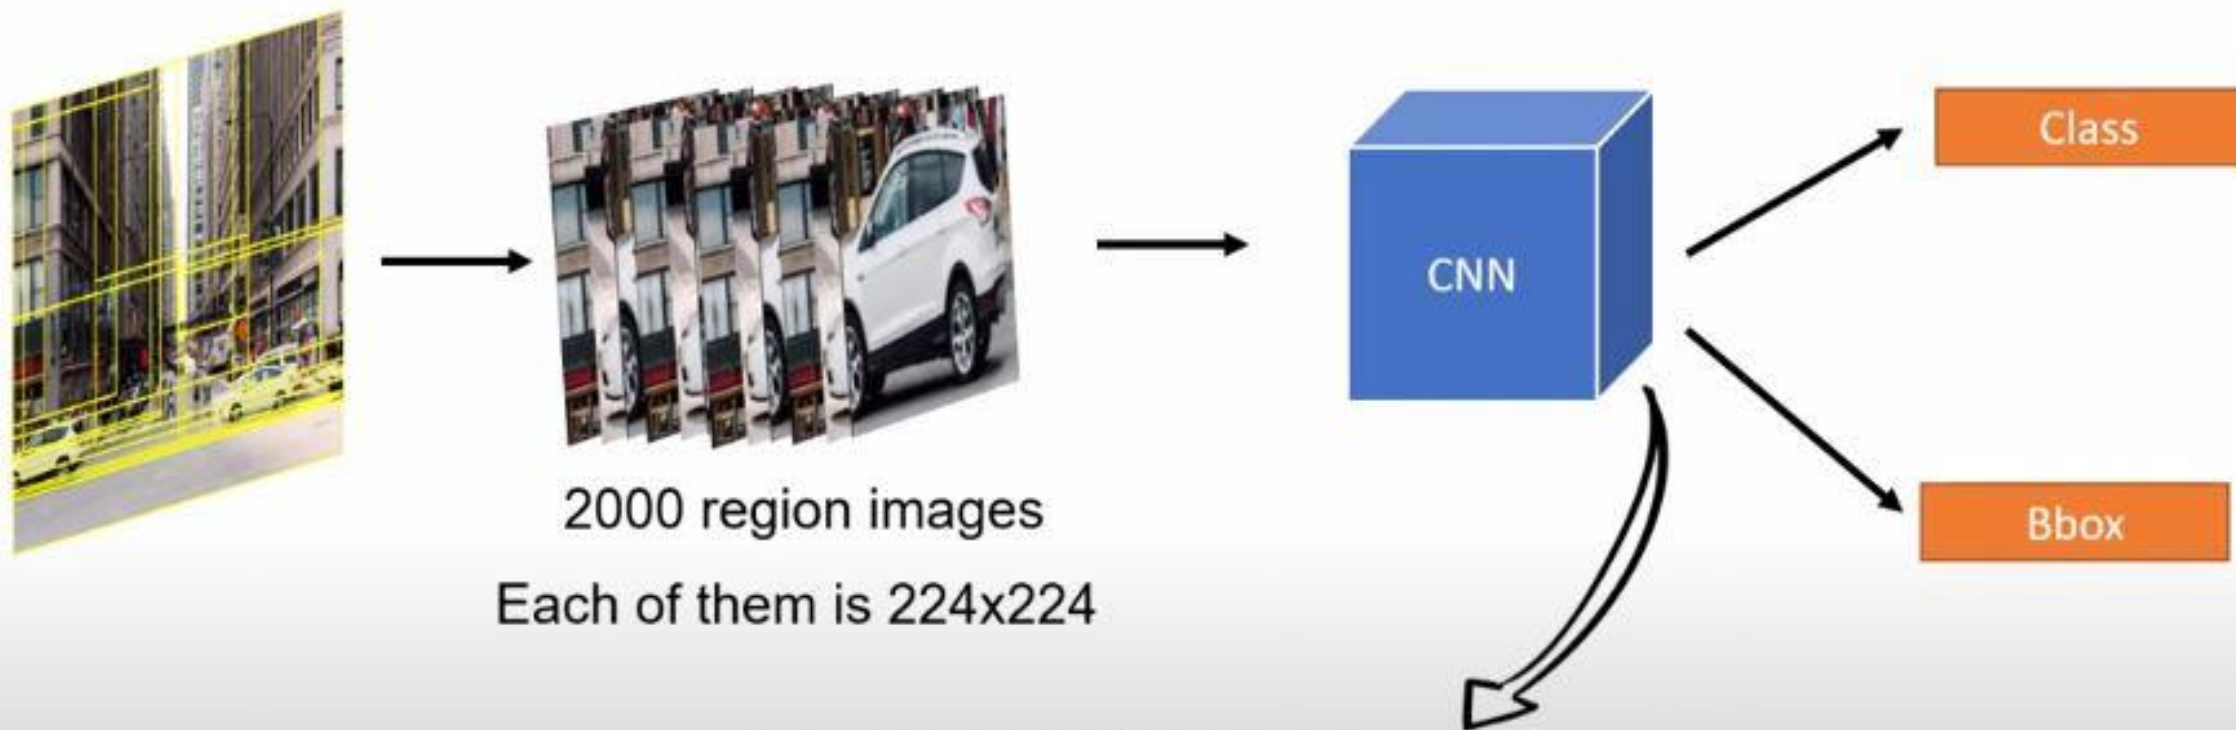 Class
CNN
Bbox
2000 region images
Each of them is 224x224